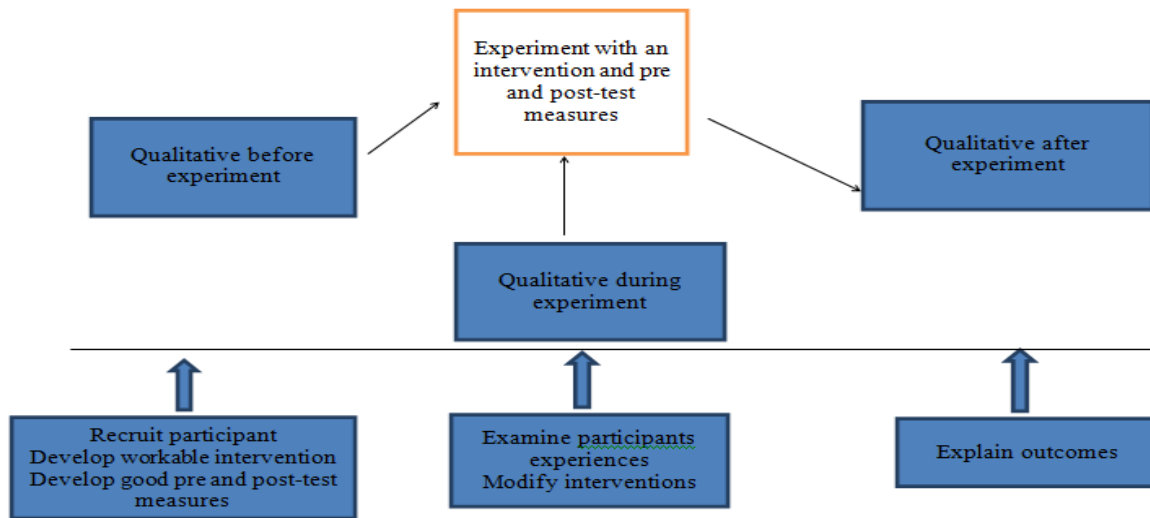 Experiment with an
intervention and pre
and post-test
measures
Qualitative before
experiment
Qualitative after
experiment
Qualitative during
experiment
Recruit participant
Develop workable intervention
Develop good pre and post-test
measures
Examine participants
experiences
Modify interventions
Explain outcomes